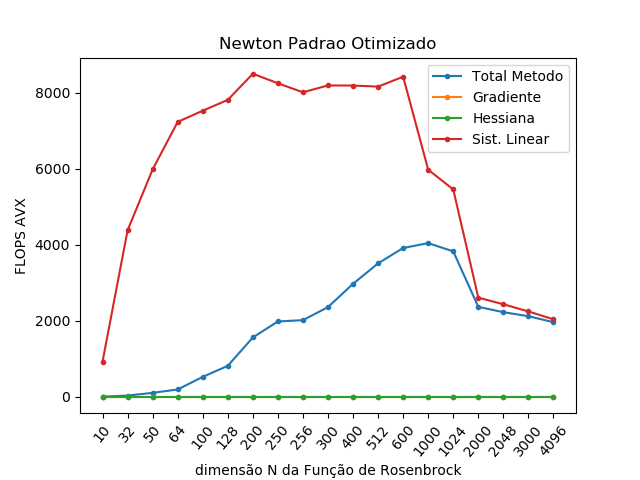 Newton Padrao Otimizado
Total Metodo
Gradiente
Hessiana
Sist. Linear
FLOPS AVX
8000
6000
4000
2000
0
10 32 50 64 100 128 200 250 256 300 400 512 600 1000 1024 2000 2048 3000 4096
dimensão N da Função de Rosenbrock